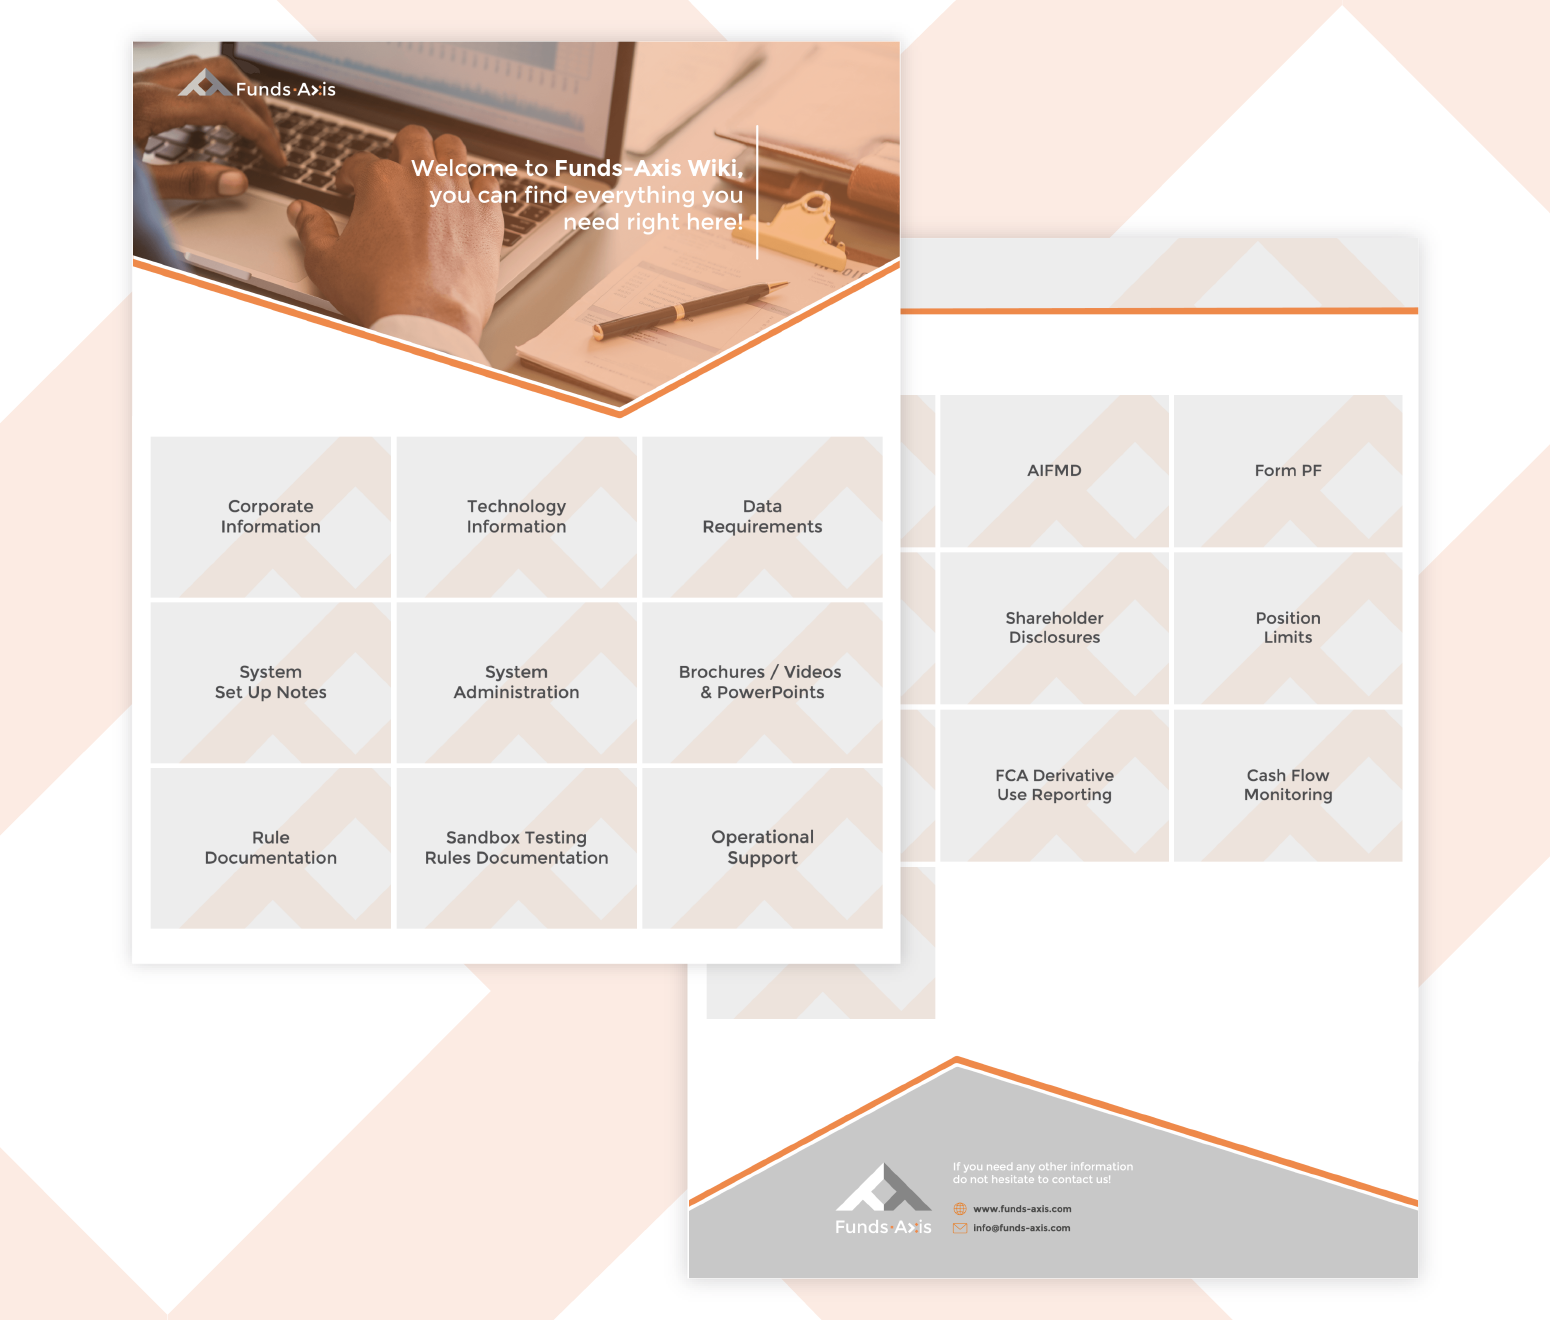 Funds-Axis
Welcome to Funds-Axis Wiki,
you can find everything you
need right here!
Corporate
Information
Technology
Information
Data
Requirements
System
Set Up Notes
System
Administration
Brochures / Videos
& PowerPoints
Rule
Documentation
Sandbox Testing
Rules Documentation
Operational
Support
AIFMD
Form PF
Shareholder
Disclosures
Position
Limits
FCA Derivative
Use Reporting
Cash Flow
Monitoring
If you need any other information
do not hesitate to contact us!
www.funds-axis.com
info@funds-axis.com
Funds-Axis